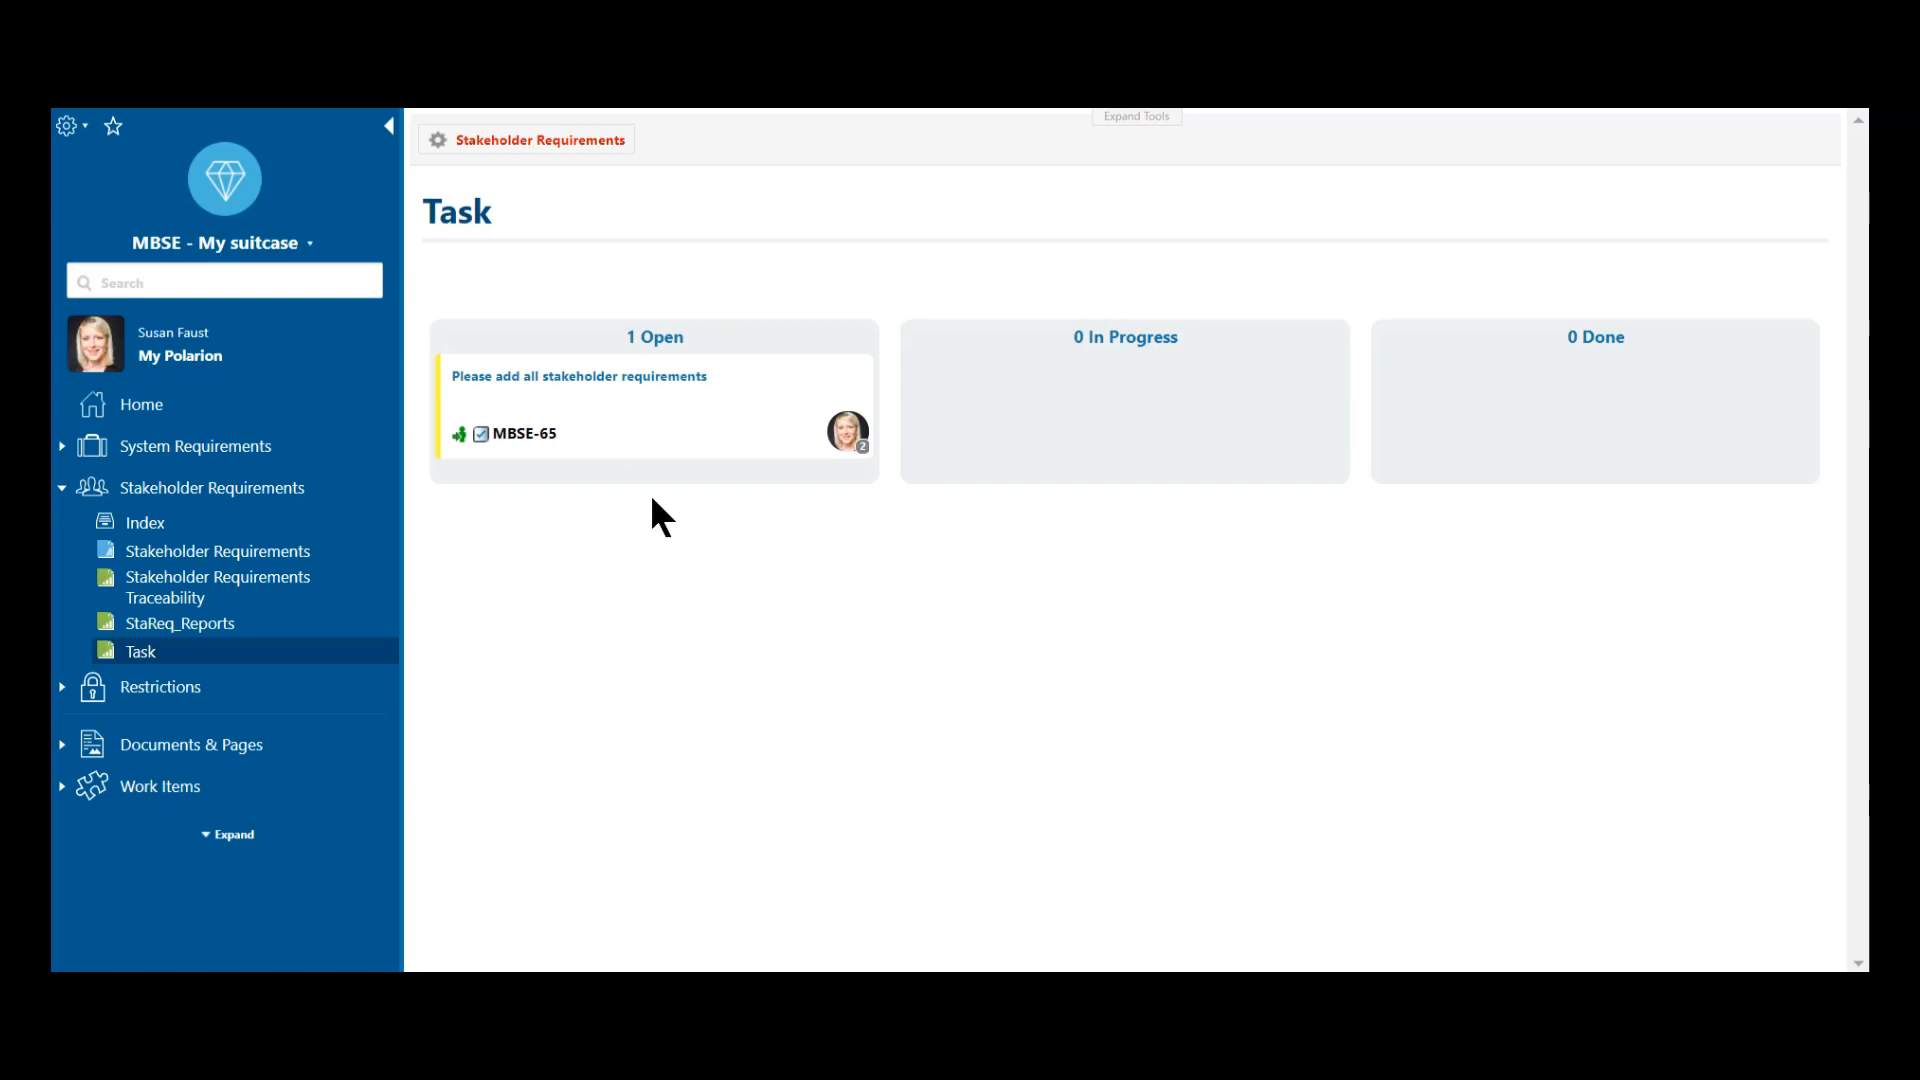 Expand Tools
Stakeholder Requirements
MBSE - My suitcase
Search
Susan Faust
My Polarion
Home
System Requirements
Stakeholder Requirements
Index
Stakeholder Requirements
Stakeholder Requirements
Traceability
StaReq_Reports
Task
Restrictions
Documents & Pages
Work Items
Expand
Task
1 Open
Please add all stakeholder requirements
MBSE-65
2
0 In Progress
0 Done